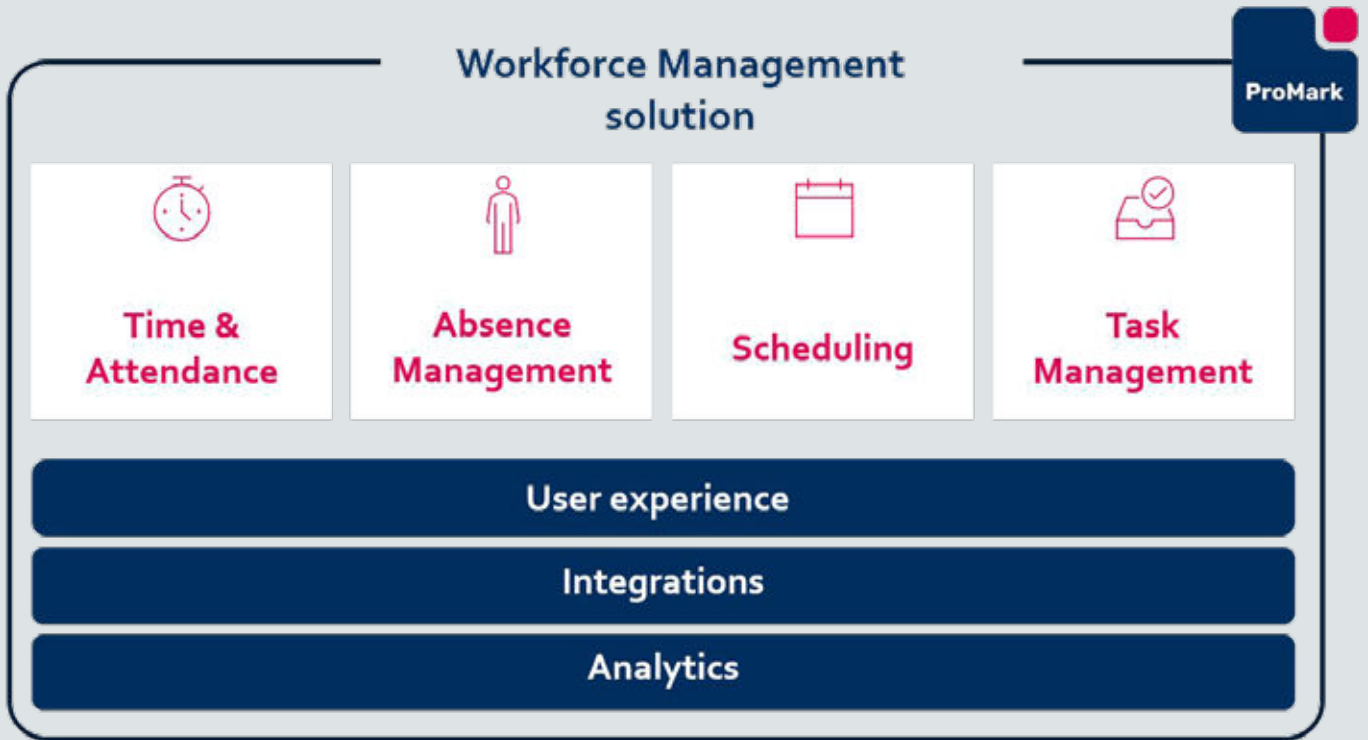 Workforce Management
solution
ProMark
Time &
Attendance
Absence
Management
Scheduling
Task
Management
User experience
Integrations
Analytics